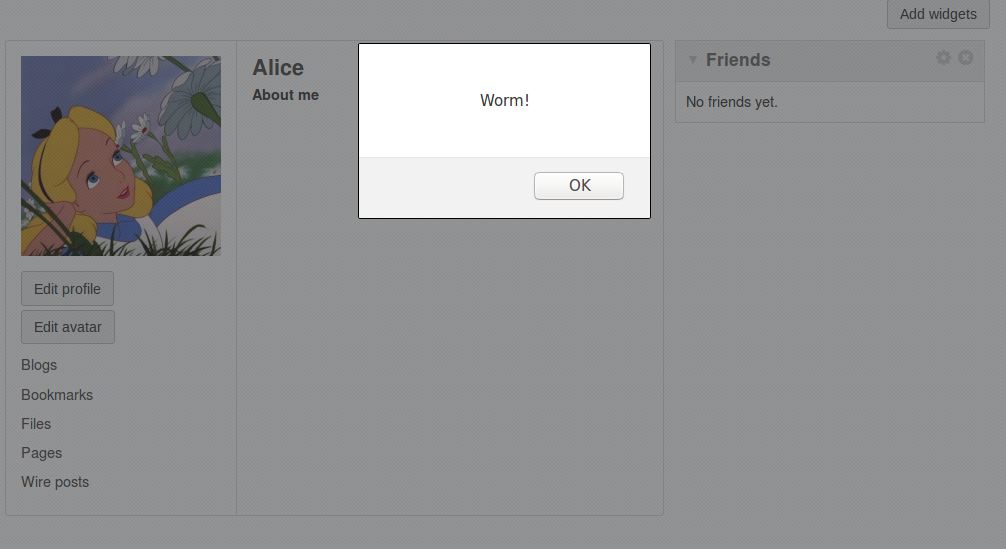 Add widgets
Alice
About me
Worm!
OK
Friends
No friends yet.
Edit profile
Edit avatar
Blogs
Bookmarks
Files
Pages
Wire posts